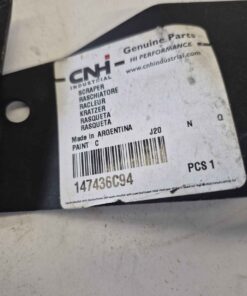 Genuine Parts
HI PERFORMANCE
www.cnhindustrial.com
CNH
INDUSTRIAL
SCRAPER
RASCHIATORE
RACLEUR
KRATZER
RASQUETA
RASQUETA
Made in ARGENTINA J20 N O
PAINT C
PCS 1
147436C94